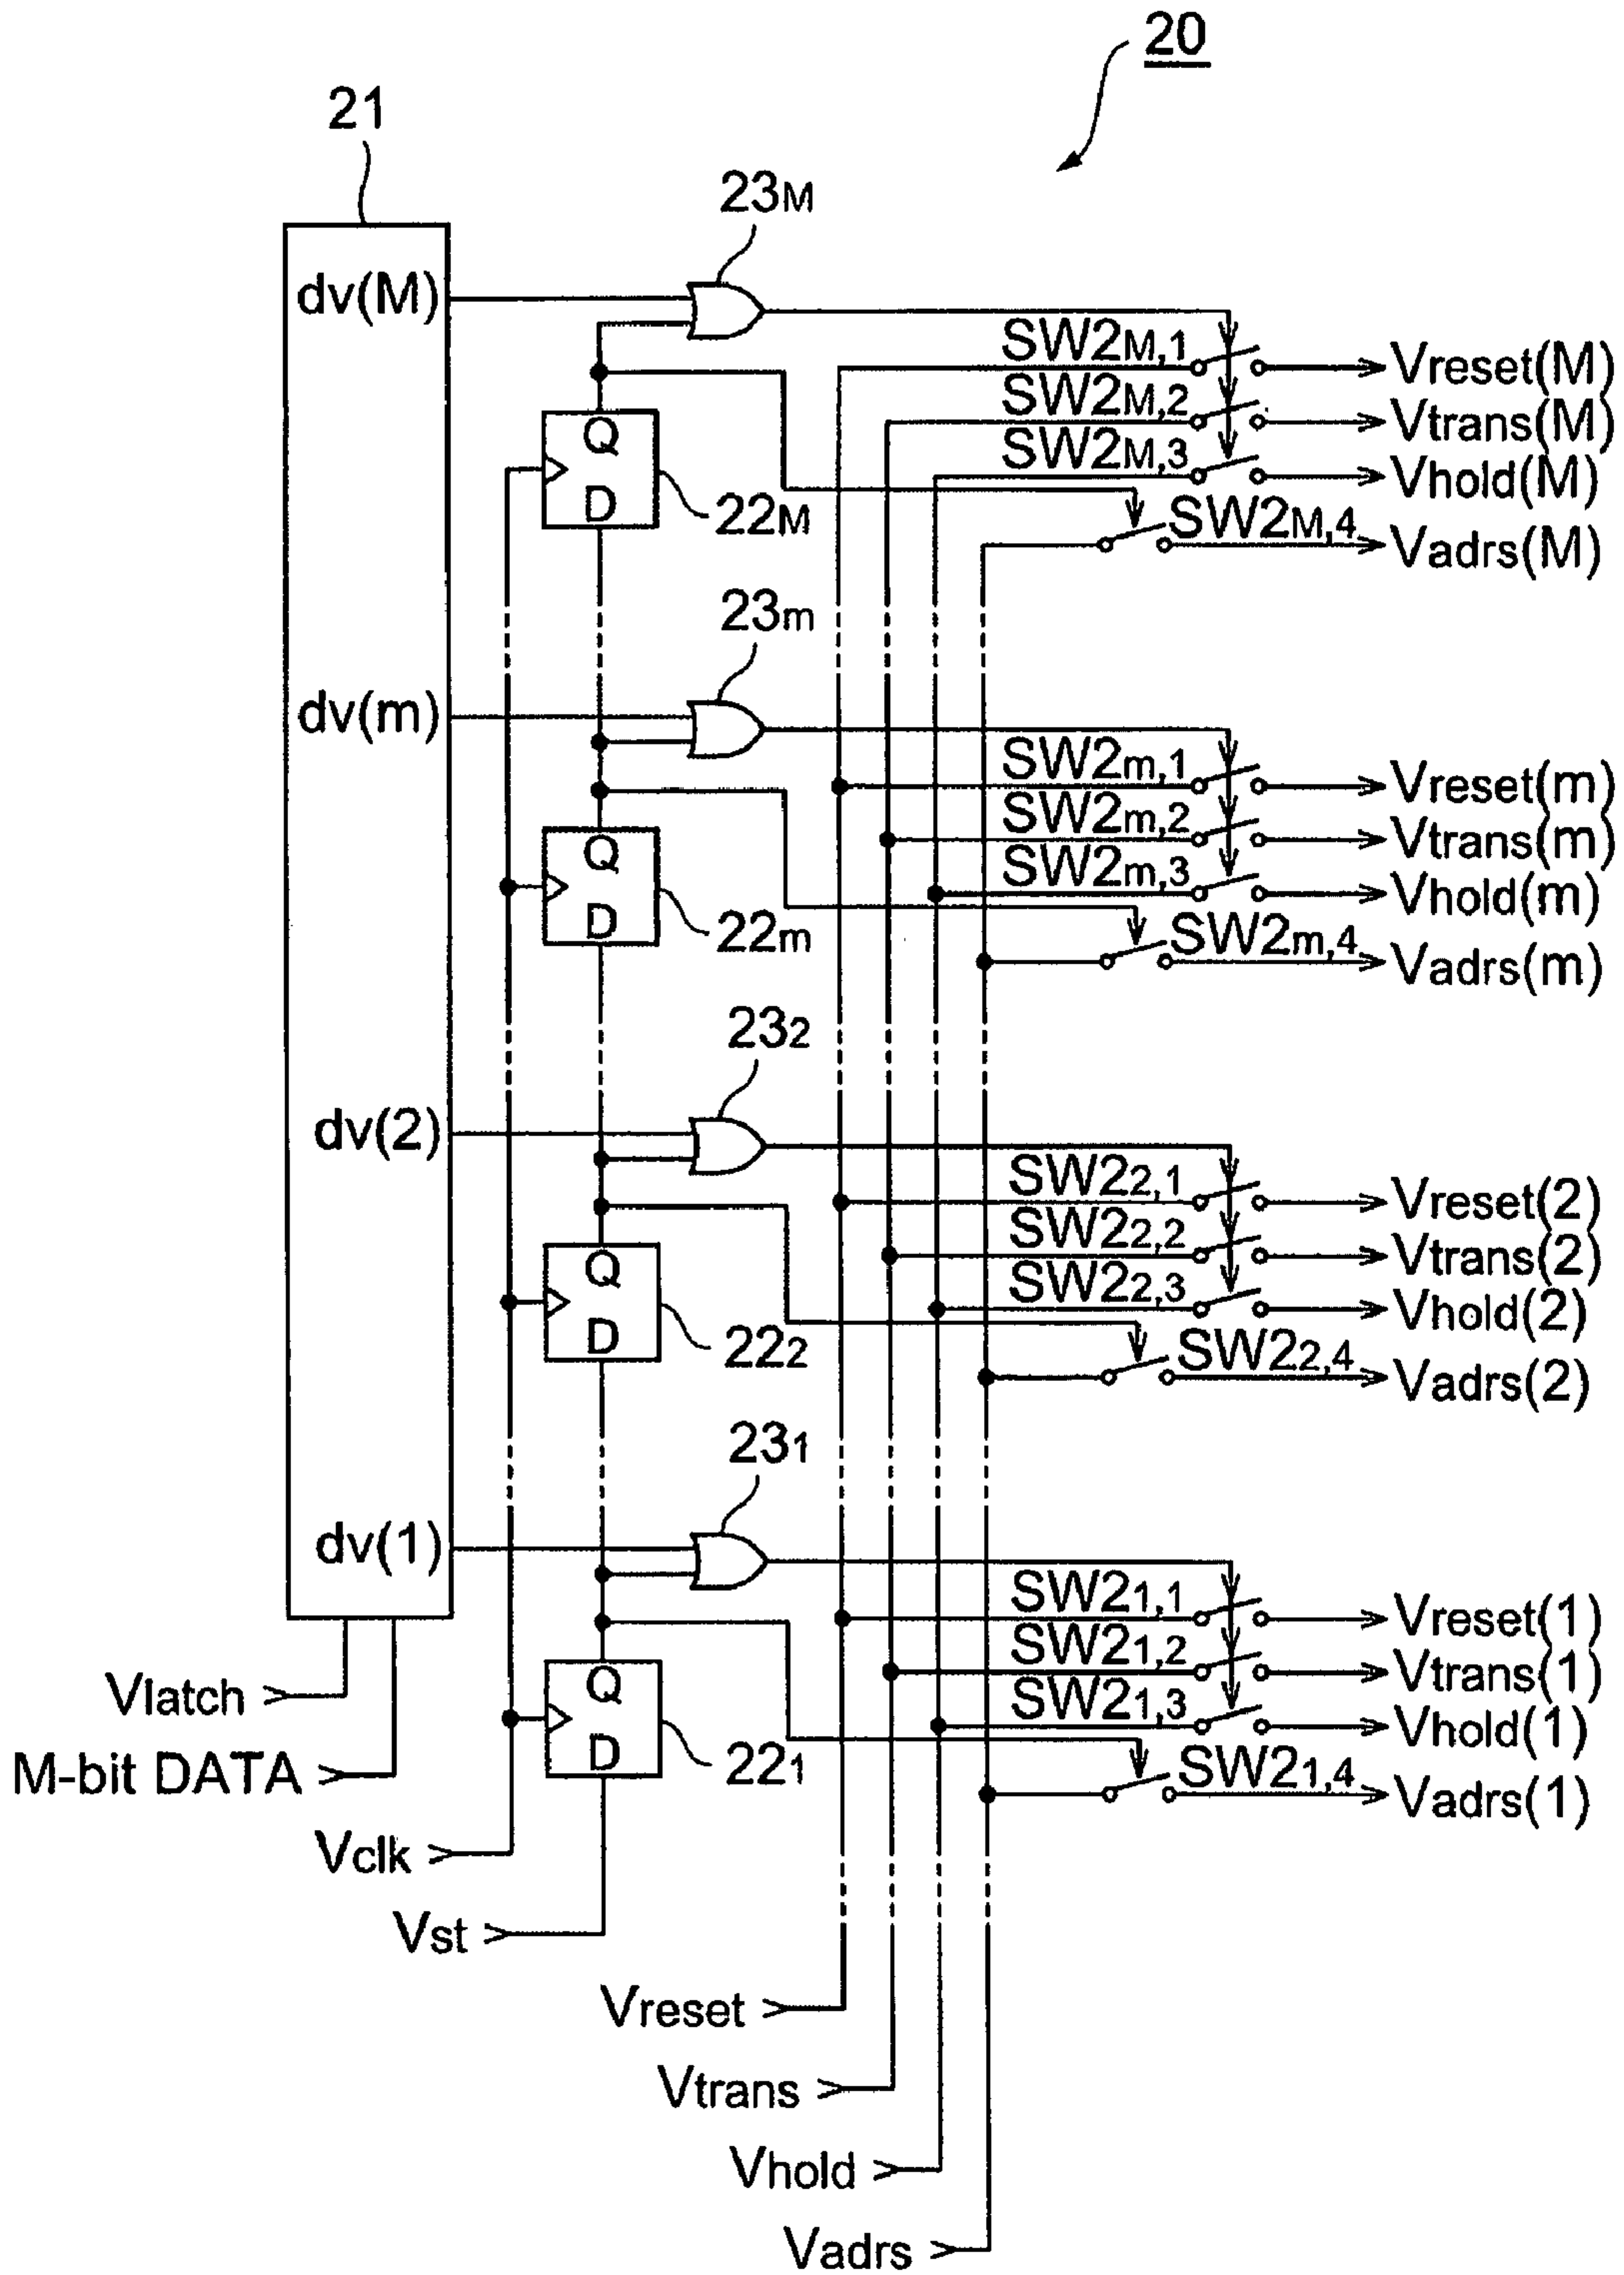 20
21
23M
dv(M)
SW2M,1
Vreset(M)
SW2M,2
Vtrans(M)
SW2M,3
Vhold(M)
Q
D
22M
SW2M,4
Vadrs(M)
23m
dv(m)
SW2m,1
Vreset(m)
SW2m,2
Vtrans(m)
SW2m,3
Vhold(m)
Q
D
22m
SW2m,4
Vadrs(m)
232
dv(2)
SW22,1
Vreset(2)
SW22,2
Vtrans(2)
SW22,3
Vhold(2)
Q
D
222
SW22,4
Vadrs(2)
231
dv(1)
SW21,1
Vreset(1)
SW21,2
Vtrans(1)
SW21,3
Vhold(1)
Q
D
221
SW21,4
Vadrs(1)
Vlatch
M-bit DATA
Vclk
Vst
Vreset
Vtrans
Vhold
Vadrs